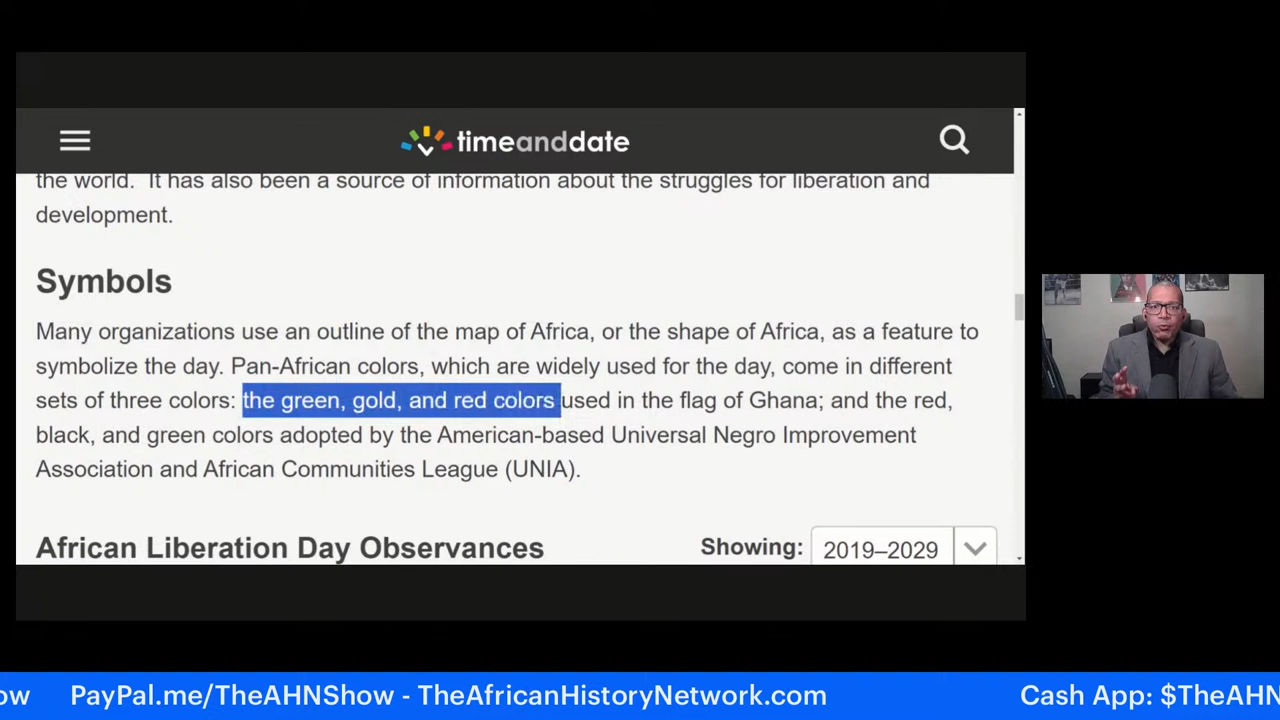 timeanddate
the world. It has also been a source of information about the struggles for liberation and
development.
Symbols
Many organizations use an outline of the map of Africa, or the shape of Africa, as a feature to
symbolize the day. Pan-African colors, which are widely used for the day, come in different
sets of three colors: the green, gold, and red colors used in the flag of Ghana; and the red,
black, and green colors adopted by the American-based Universal Negro Improvement
Association and African Communities League (UNIA).
African Liberation Day Observances
Showing: 2019–2029
ow PayPal.me/TheAHNShow - TheAfricanHistoryNetwork.com Cash App: $TheAHN